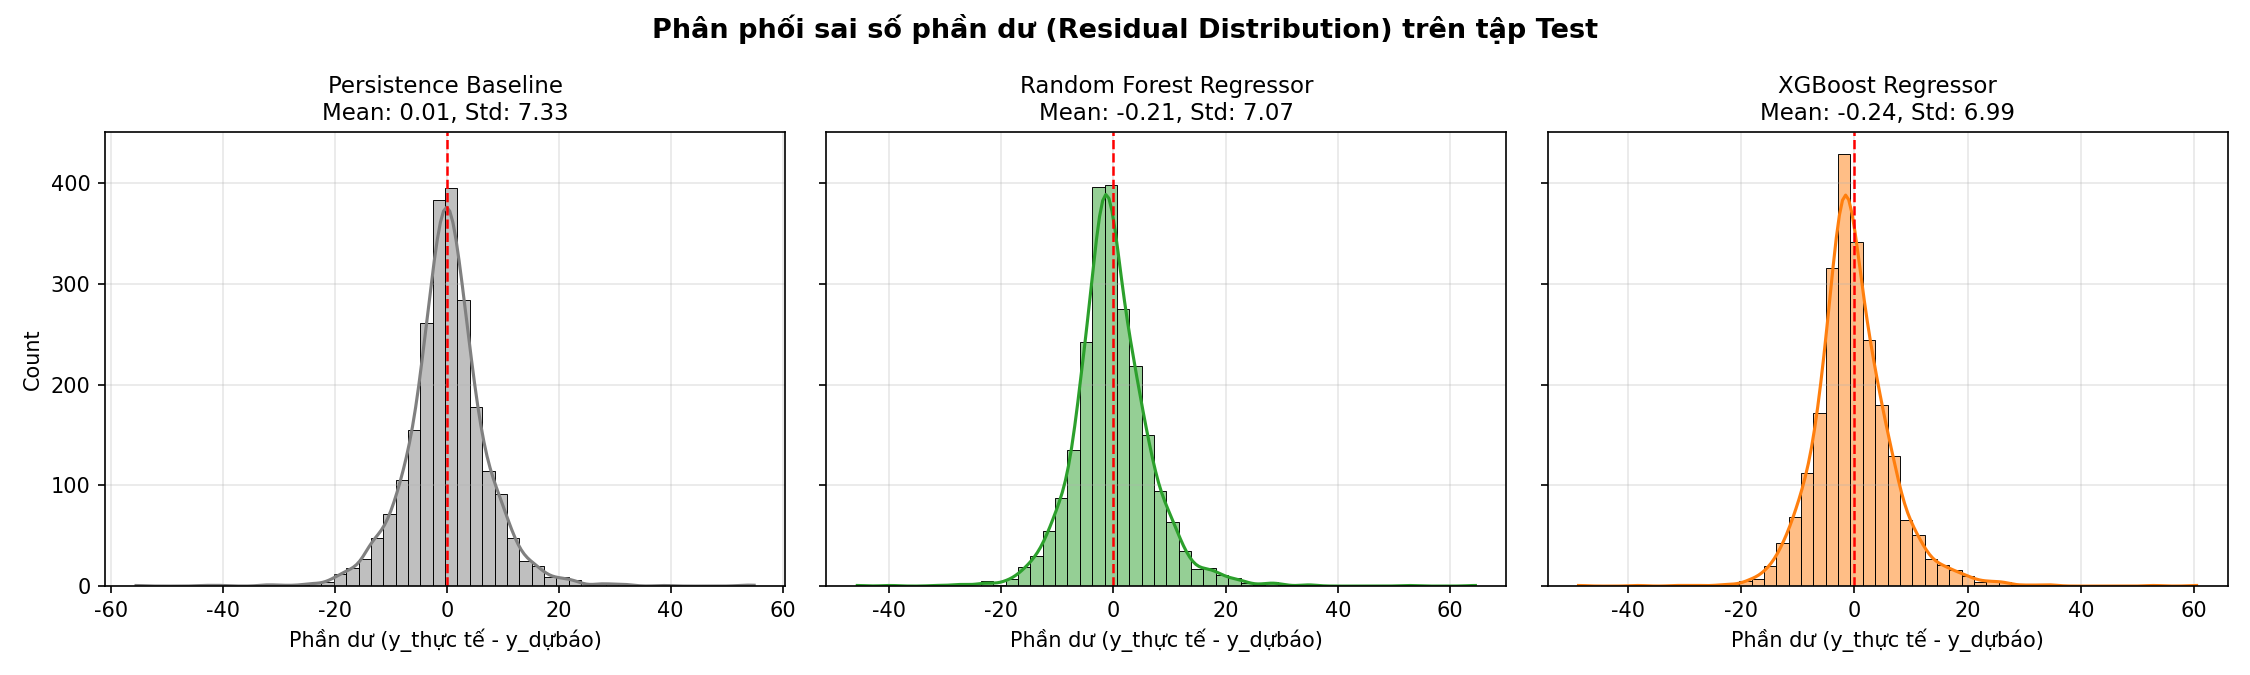 Phân phối sai số phần dư (Residual Distribution) trên tập Test
Persistence Baseline
Mean: 0.01, Std: 7.33
Count
400
300
200
100
0
-60
-40
-20
0
20
40
60
Phần dư (y_thực tế - y_dựbáo)
Random Forest Regressor
Mean: -0.21, Std: 7.07
-40
-20
0
20
40
60
Phần dư (y_thực tế - y_dựbáo)
XGBoost Regressor
Mean: -0.24, Std: 6.99
-40
-20
0
20
40
60
Phần dư (y_thực tế - y_dựbáo)